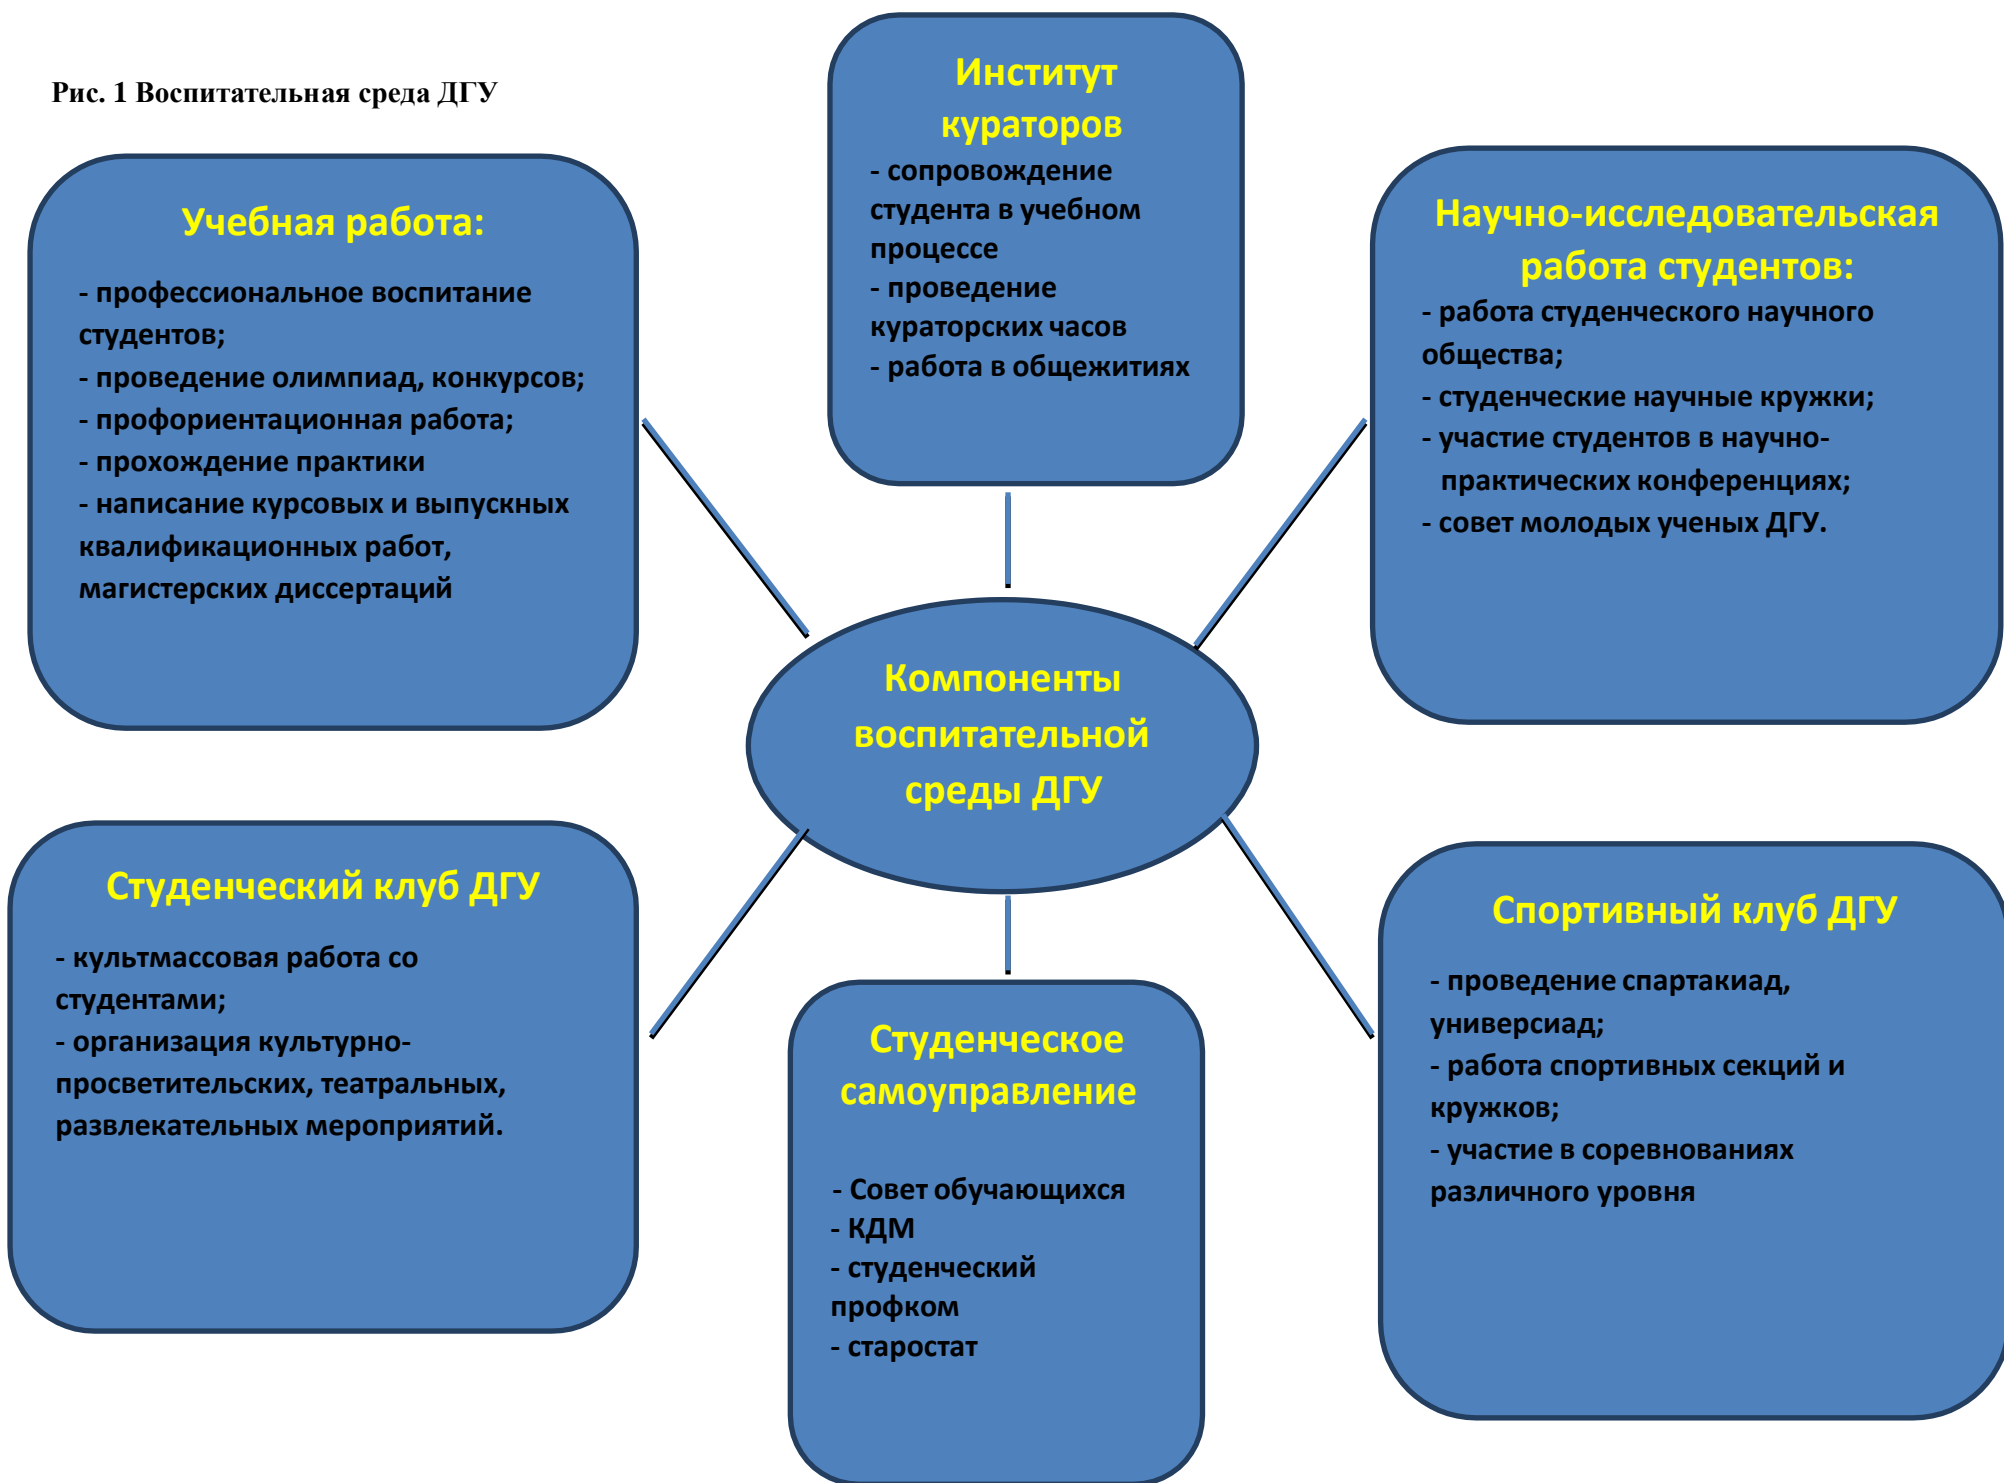 Рис. 1 Воспитательная среда ДГУ
Институт
кураторов
- сопровождение
студента в учебном
процессе
- проведение
кураторских часов
- работа в общежитиях
Учебная работа:
- профессиональное воспитание
студентов;
- проведение олимпиад, конкурсов;
- профориентационная работа;
- прохождение практики
- написание курсовых и выпускных
квалификационных работ,
магистерских диссертаций
Научно-исследовательская
работа студентов:
- работа студенческого научного
общества;
- студенческие научные кружки;
- участие студентов в научно-
практических конференциях;
- совет молодых ученых ДГУ.
Компоненты
воспитательной
среды ДГУ
Студенческий клуб ДГУ
- культмассовая работа со
студентами;
- организация культурно-
просветительских, театральных,
развлекательных мероприятий.
Студенческое
самоуправление
- Совет обучающихся
- КДМ
- студенческий
профком
- старостат
Спортивный клуб ДГУ
- проведение спартакиад,
универсиад;
- работа спортивных секций и
кружков;
- участие в соревнованиях
различного уровня